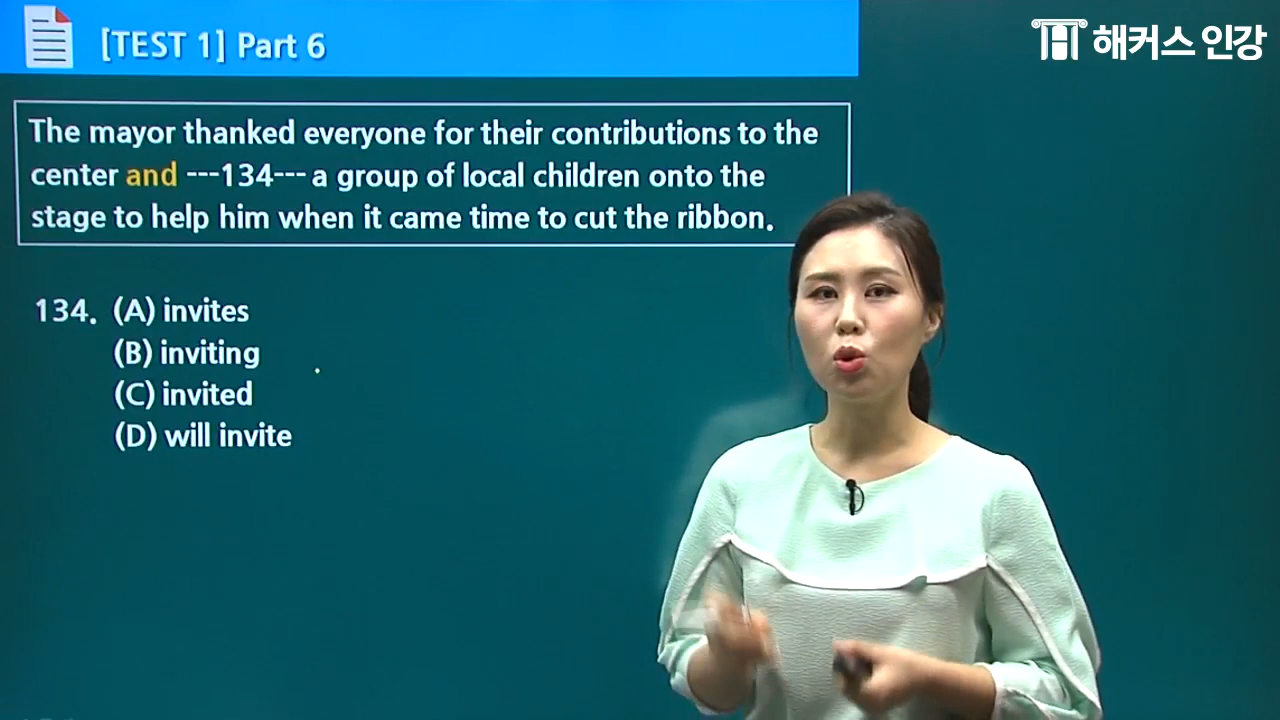 [TEST 1] Part 6
해커스 인강
The mayor thanked everyone for their contributions to the
center and ---134--- a group of local children onto the
stage to help him when it came time to cut the ribbon.
134. (A) invites
(B) inviting
(C) invited
(D) will invite